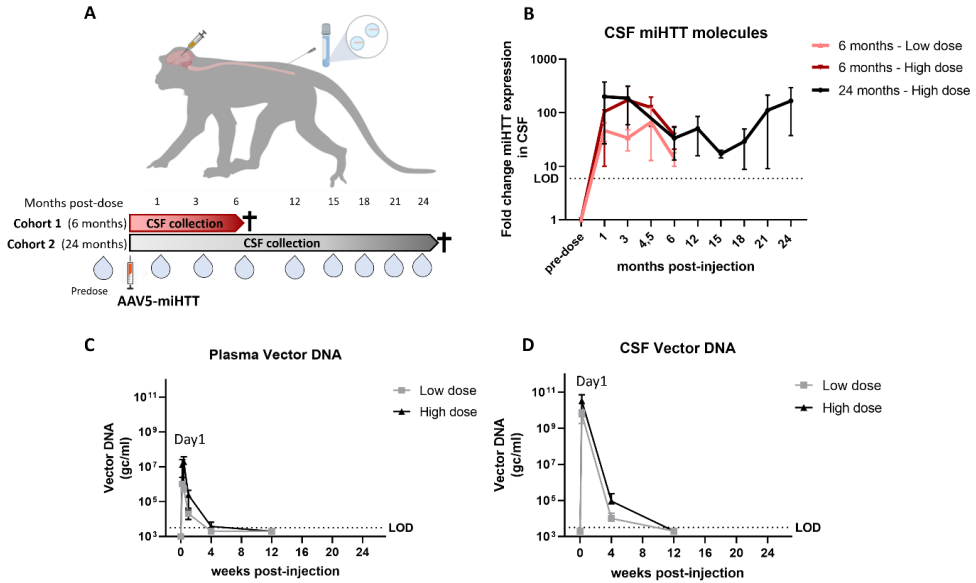 A
Months post-dose 1 3 6 12 15 18 21 24
Cohort 1 (6 months) CSF collection
Cohort 2 (24 months) CSF collection
Predose
AAV5-miHTT
B
CSF miHTT molecules
6 months - Low dose
6 months - High dose
24 months - High dose
Fold change miHTT expression
in CSF
1000
100
10
LOD
1
pre-dose 1 3 4,5 6 12 15 18 21 24
months post-injection
C
Plasma Vector DNA
Low dose
High dose
Day1
Vector DNA
(gc/ml)
10¹¹
10⁹
10⁷
10⁵
10³
LOD
0 4 8 12 16 20 24
weeks post-injection
D
CSF Vector DNA
Low dose
High dose
Day1
Vector DNA
(gc/ml)
10¹¹
10⁹
10⁷
10⁵
10³
LOD
0 4 8 12 16 20 24
weeks post-injection